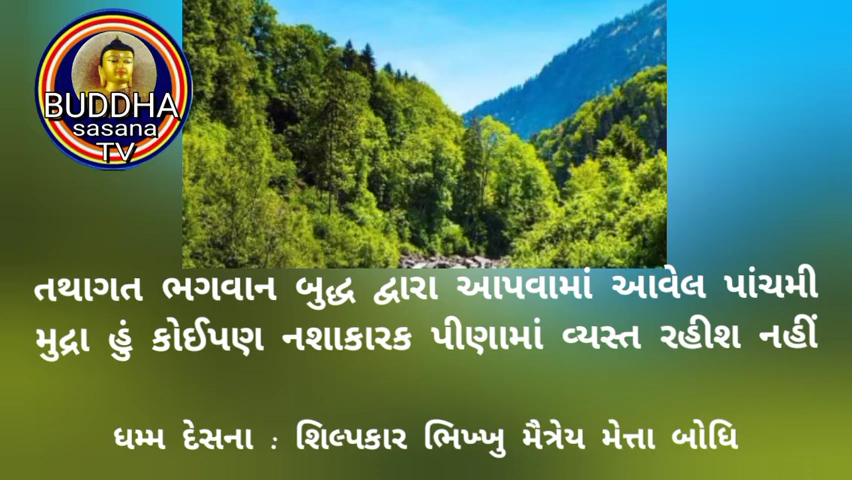 BUDDHA
sasana
TV
તથાગત ભગવાન બુદ્ધ દ્વારા આપવામાં આવેલ પાંચમી
મુદ્રા હું કોઈપણ નશાકારક પીણામાં વ્યસ્ત રહીશ નહીં
ધમ્મ દેસના : શિલ્પકાર ભિખ્ખુ મૈત્રેય મેત્તા બોધિ